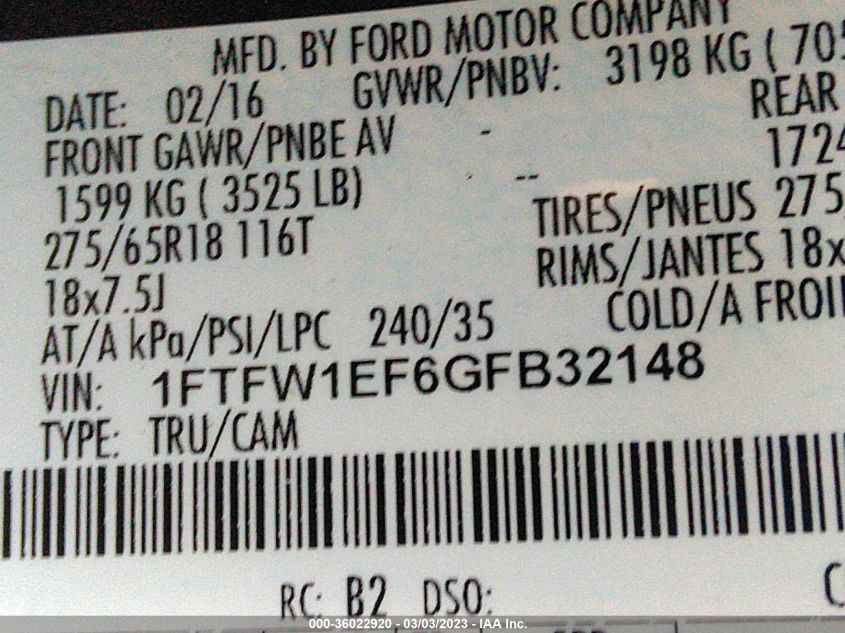 MFD. BY FORD MOTOR COMPANY
DATE: 02/16 GVWR/PNBV: 3198 KG ( 705
FRONT GAWR/PNBE AV - REAR
1599 KG ( 3525 LB) -- 1724
275/65R18 116T TIRES/PNEUS 275/
18x7.5J RIMS/JANTES 18x
AT/A kPa/PSI/LPC 240/35 COLD/A FROI
VIN: 1FTFW1EF6GFB32148
TYPE: TRU/CAM
RC: B2 DSO:
000-36022920 - 03/03/2023 - IAA Inc.